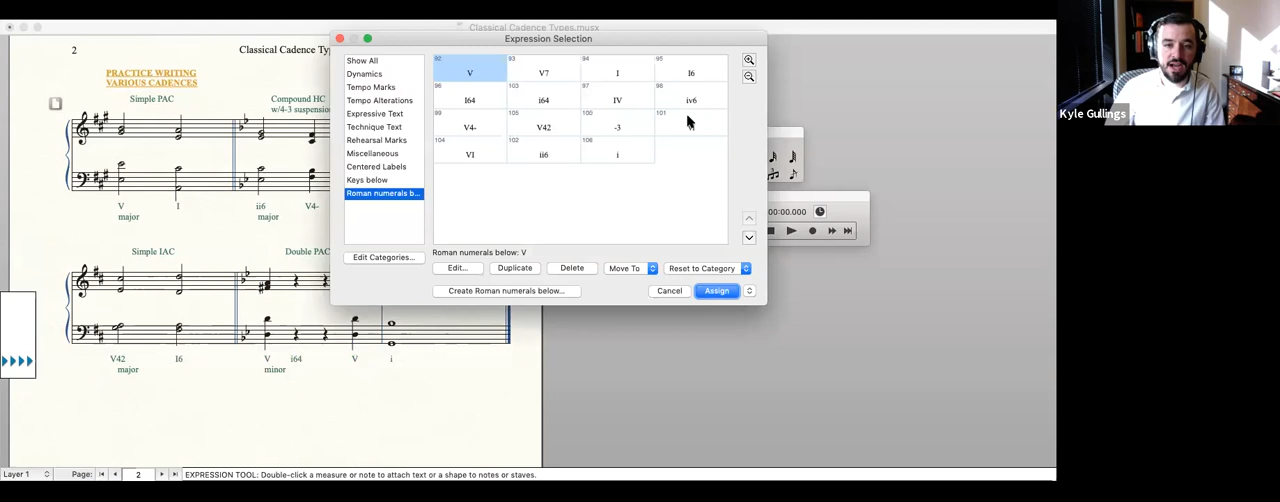 Classical Cadence Types.musx
Expression Selection
2
Classical Cadence Ty
PRACTICE WRITING
VARIOUS CADENCES
Simple PAC
Compound HC
w/4-3 suspension
V I ii6 V4-
major major
Simple IAC
Double PAC
V42 I6 V i64 V i
major minor
Show All
Dynamics
Tempo Marks
Tempo Alterations
Expressive Text
Technique Text
Rehearsal Marks
Miscellaneous
Centered Labels
Keys below
Roman numerals b...
Edit Categories...
92 93 94 95
V V7 I I6
96 103 97 98
I64 i64 IV iv6
99 105 100 101
V4- V42 -3
104 102 106
VI ii6 i
Roman numerals below: V
Edit... Duplicate Delete Move To Reset to Category
Create Roman numerals below... Cancel Assign
00:00.000
Kyle Gullings
Layer 1 Page: 2 EXPRESSION TOOL: Double-click a measure or note to attach text or a shape to notes or staves.